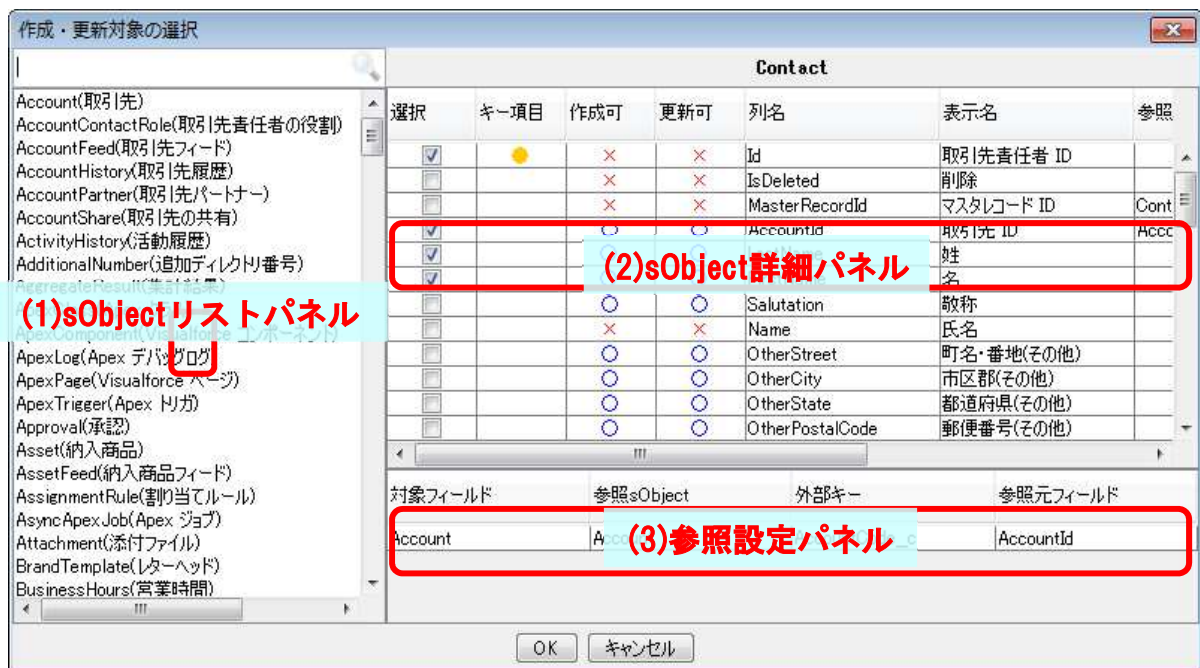 作成・更新対象の選択
Contact
Account(取引先)
AccountContactRole(取引先責任者の役割)
AccountFeed(取引先フィード)
AccountHistory(取引先履歴)
AccountPartner(取引先パートナー)
AccountShare(取引先の共有)
ActivityHistory(活動履歴)
AdditionalNumber(追加ディレクトリ番号)
AggregateResult(集計結果)
(1)sObjectリストパネル
ApexComponent(Visualforce コンポーネント)
ApexLog(Apex デバッグログ)
ApexPage(Visualforce ページ)
ApexTrigger(Apex トリガ)
Approval(承認)
Asset(納入商品)
AssetFeed(納入商品フィード)
AssignmentRule(割り当てルール)
AsyncApexJob(Apex ジョブ)
Attachment(添付ファイル)
BrandTemplate(レターヘッド)
BusinessHours(営業時間)
選択 キー項目 作成可 更新可 列名 表示名 参照
× × Id 取引先責任者 ID
× × IsDeleted 削除
× × MasterRecordId マスタレコード ID Cont
○ ○ AccountId 取引先 ID Acco
姓
(2)sObject詳細パネル
名
○ ○ Salutation 敬称
× × Name 氏名
○ ○ OtherStreet 町名・番地(その他)
○ ○ OtherCity 市区郡(その他)
○ ○ OtherState 都道府県(その他)
○ ○ OtherPostalCode 郵便番号(その他)
対象フィールド 参照sObject 外部キー 参照元フィールド
Account (3)参照設定パネル AccountId
OK キャンセル